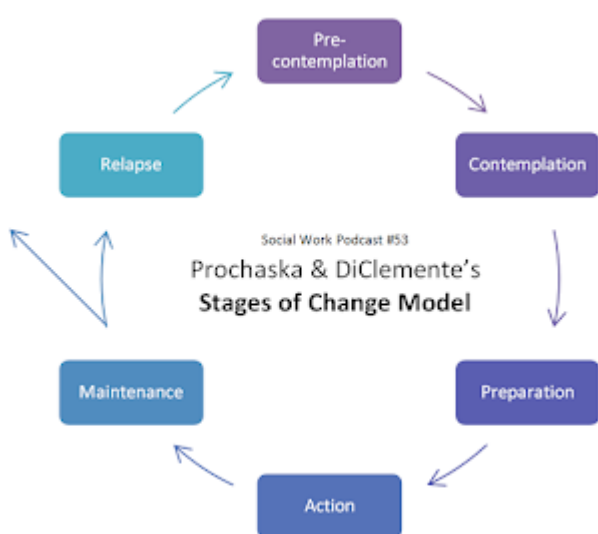 Pre-
contemplation
Relapse
Contemplation
Social Work Podcast #53
Prochaska & DiClemente's
Stages of Change Model
Maintenance
Preparation
Action